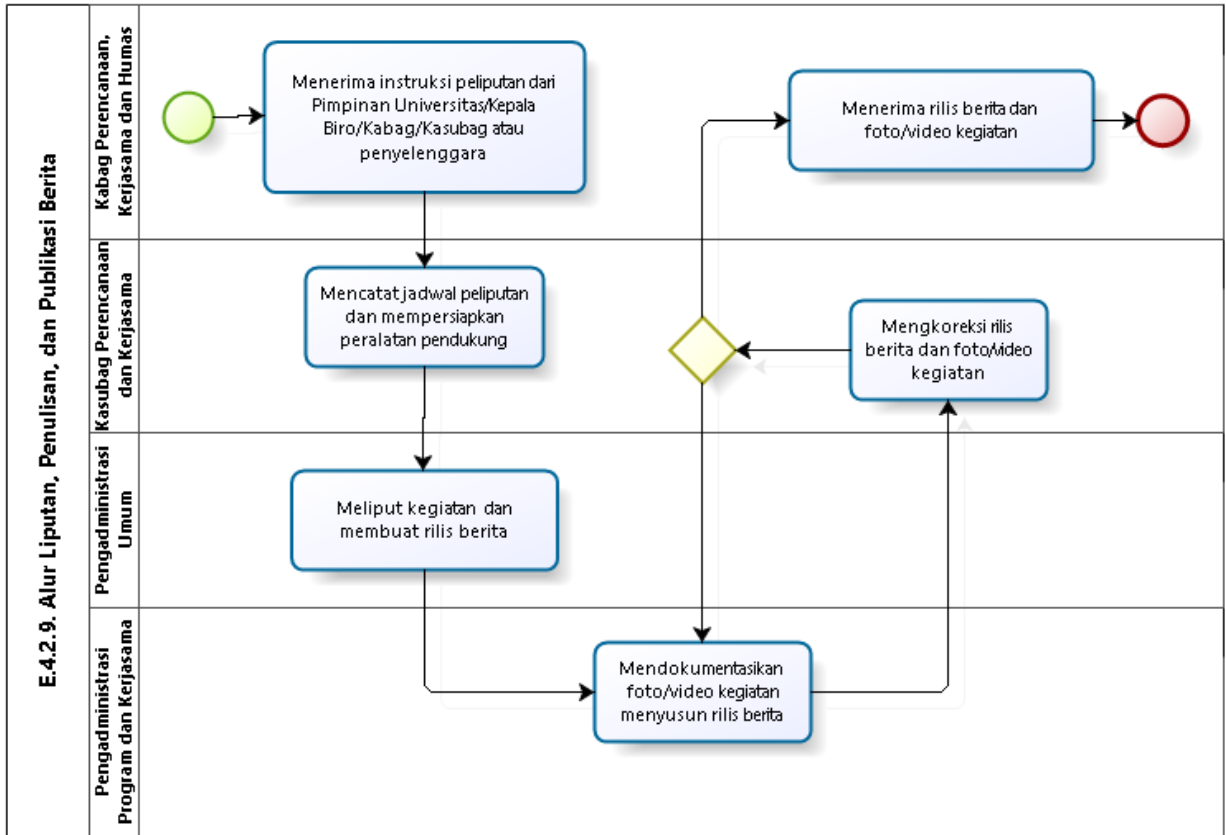 E.4.2.9. Alur Liputan, Penulisan, dan Publikasi Berita
Kabag Perencanaan,
Kerjasama dan Humas
Menerima instruksi peliputan dari
Pimpinan Universitas/Kepala
Biro/Kabag/Kasubag atau
penyelenggara
Menerima rilis berita dan
foto/video kegiatan
Kasubag Perencanaan
dan Kerjasama
Mencatat jadwal peliputan
dan mempersiapkan
peralatan pendukung
Mengkoreksi rilis
berita dan foto/video
kegiatan
Pengadministrasi
Umum
Meliput kegiatan dan
membuat rilis berita
Pengadministrasi
Program dan Kerjasama
Mendokumentasikan
foto/video kegiatan
menyusun rilis berita